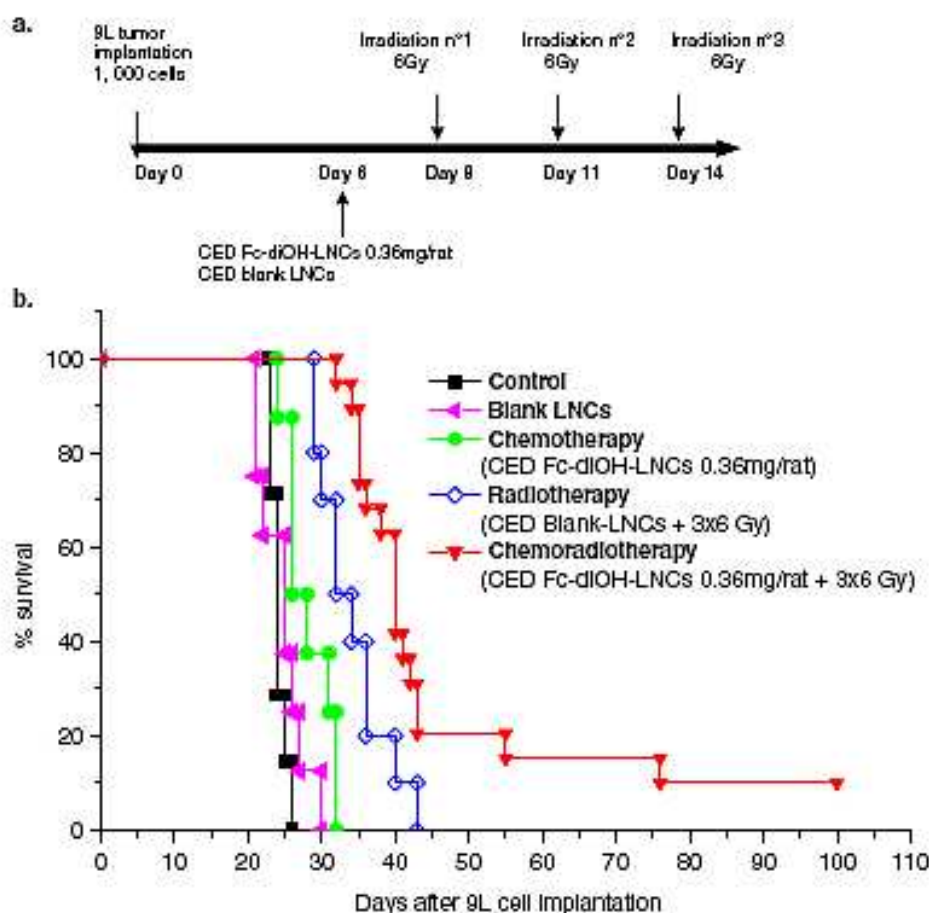 a.
9L tumor
implantation
1, 000 cells
Irradiation n°1
6Gy
Irradiation n°2
6Gy
Irradiation n°3
6Gy
Day 0
Day 6
Day 9
Day 11
Day 14
CED Fc-diOH-LNCs 0.36mg/rat
CED blank LNCs
b.
% survival
100
80
60
40
20
0
Control
Blank LNCs
Chemotherapy
(CED Fc-diOH-LNCs 0.36mg/rat)
Radiotherapy
(CED Blank-LNCs + 3x6 Gy)
Chemoradiotherapy
(CED Fc-diOH-LNCs 0.36mg/rat + 3x6 Gy)
0 10 20 30 40 50 60 70 80 90 100 110
Days after 9L cell implantation